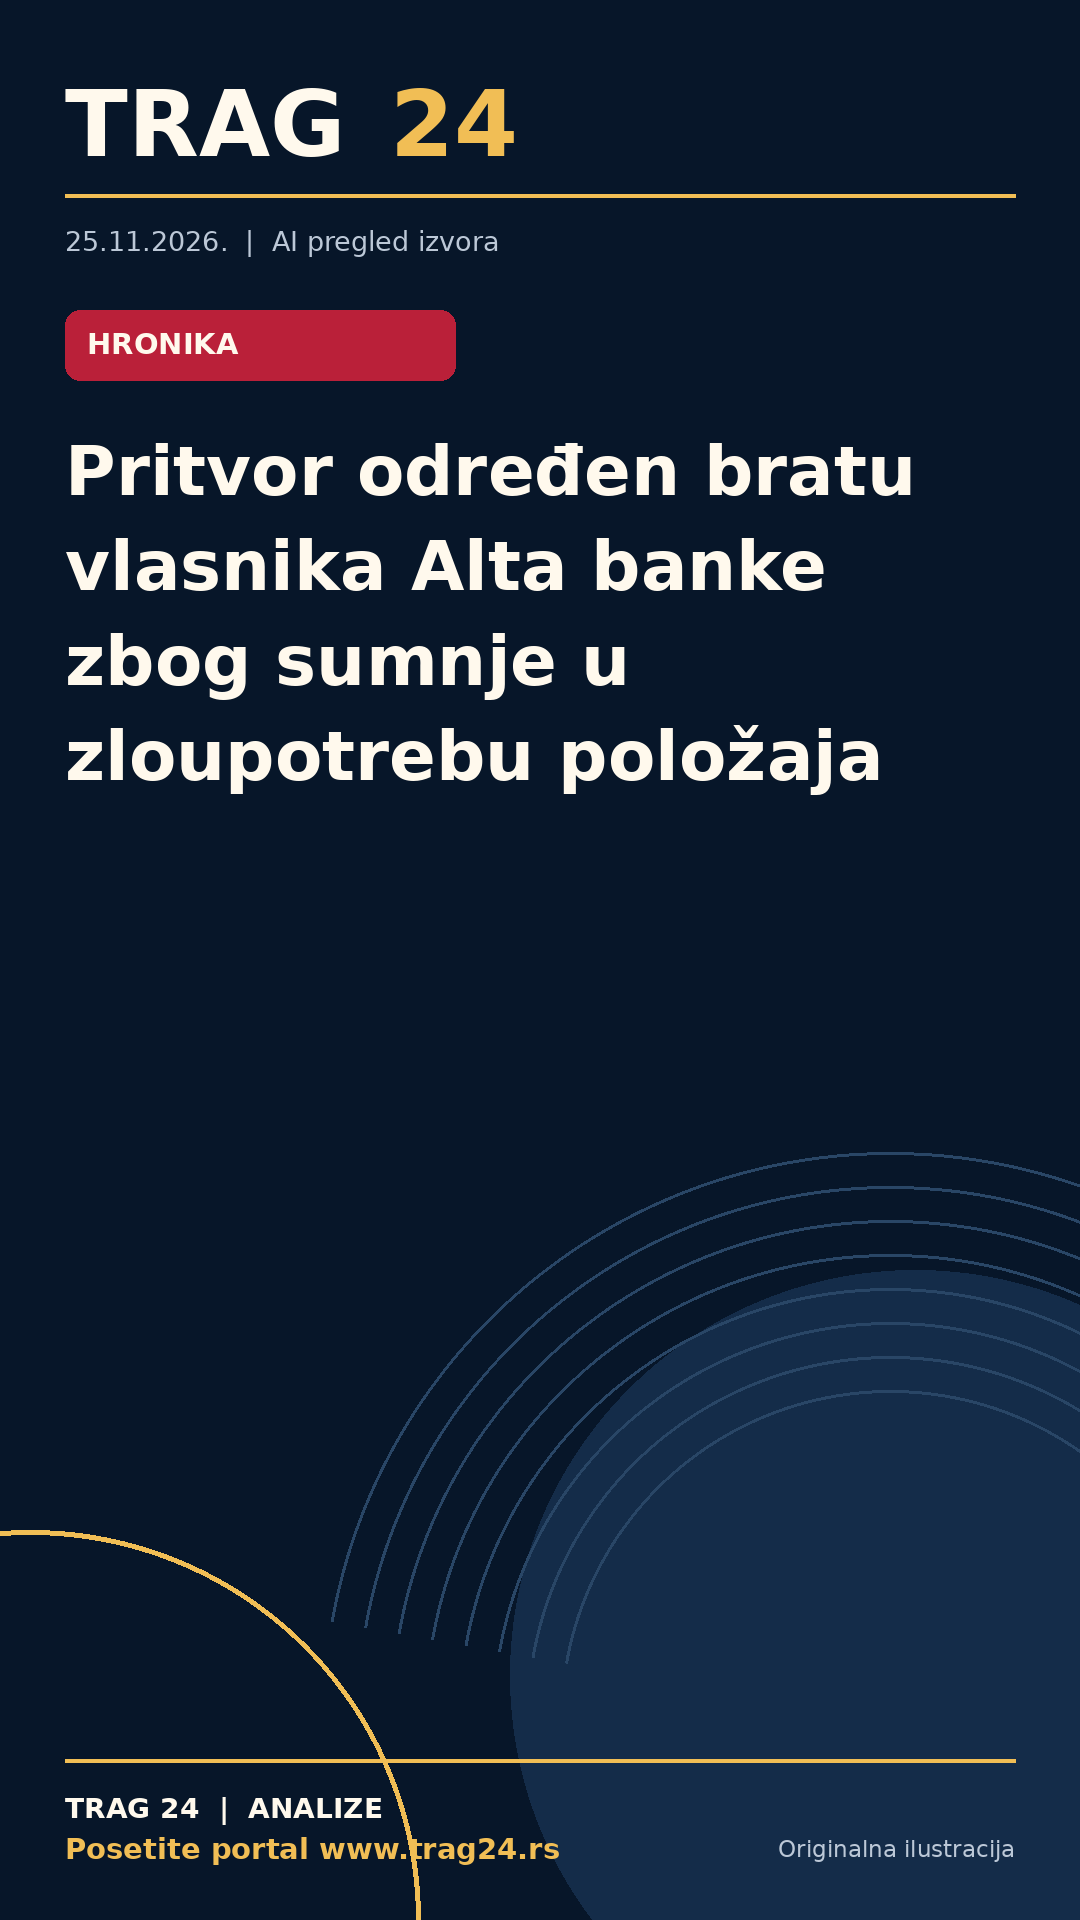 TRAG 24
25.11.2026. | AI pregled izvora
HRONIKA
Pritvor određen bratu
vlasnika Alta banke
zbog sumnje u
zloupotrebu položaja
TRAG 24 | ANALIZE
Posetite portal www.trag24.rs
Originalna ilustracija